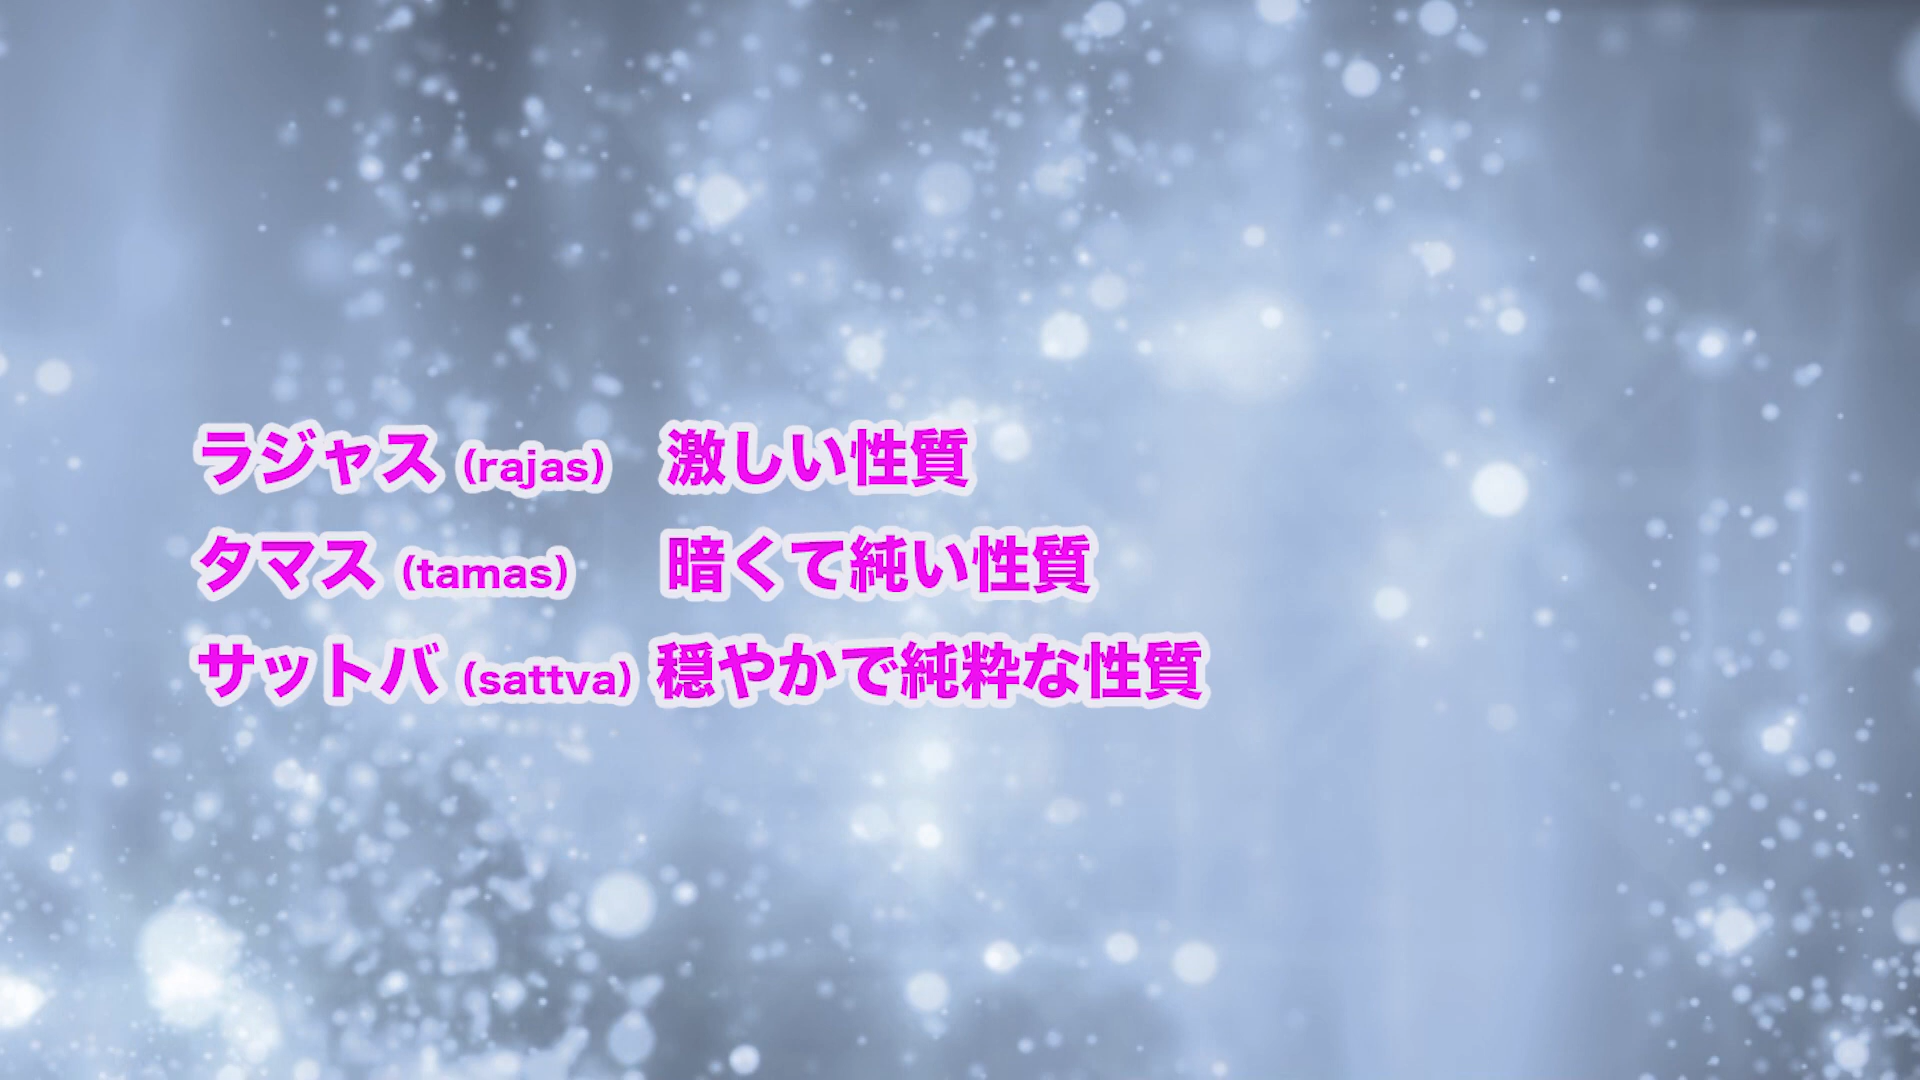 ラジャス (rajas) 激しい性質
タマス (tamas) 暗くて純い性質
サットバ (sattva) 穏やかで純粋な性質